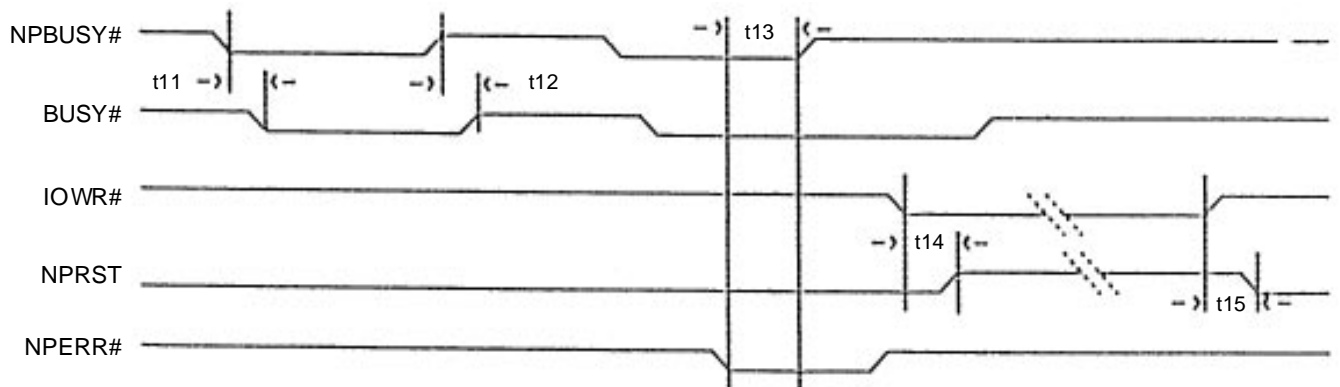 NPBUSY#
t13
t11
t12
BUSY#
IOWR#
t14
NPRST
t15
NPERR#